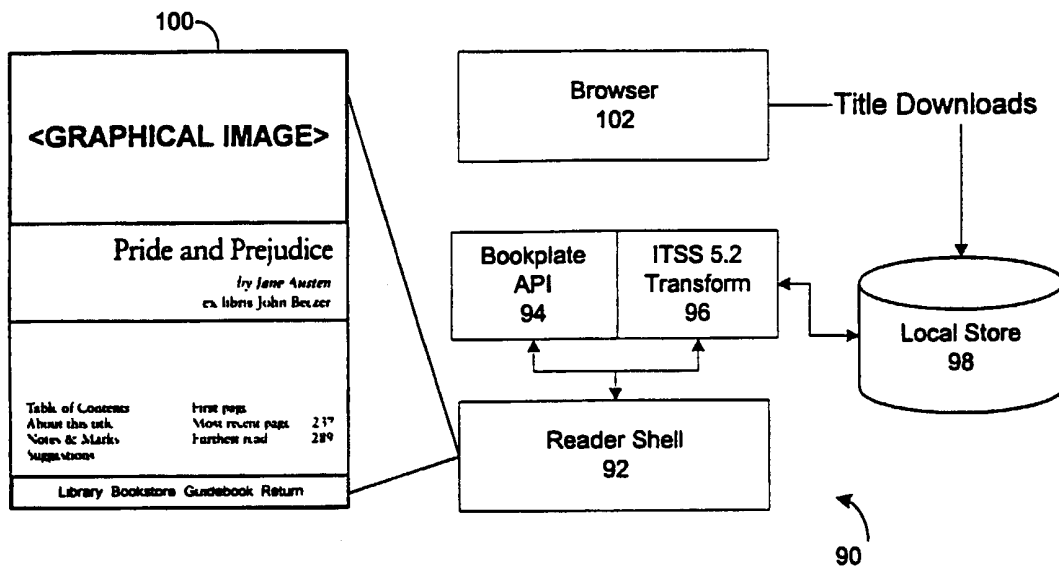 100
<GRAPHICAL IMAGE>
Pride and Prejudice
by Jane Austen
ex libris John Beezer
Table of Contents First page
About this title Most recent page 237
Notes & Marks Farthest read 289
Suggestions
Library Bookstore Guidebook Return
Browser
102
Title Downloads
Bookplate
API
94
ITSS 5.2
Transform
96
Local Store
98
Reader Shell
92
90